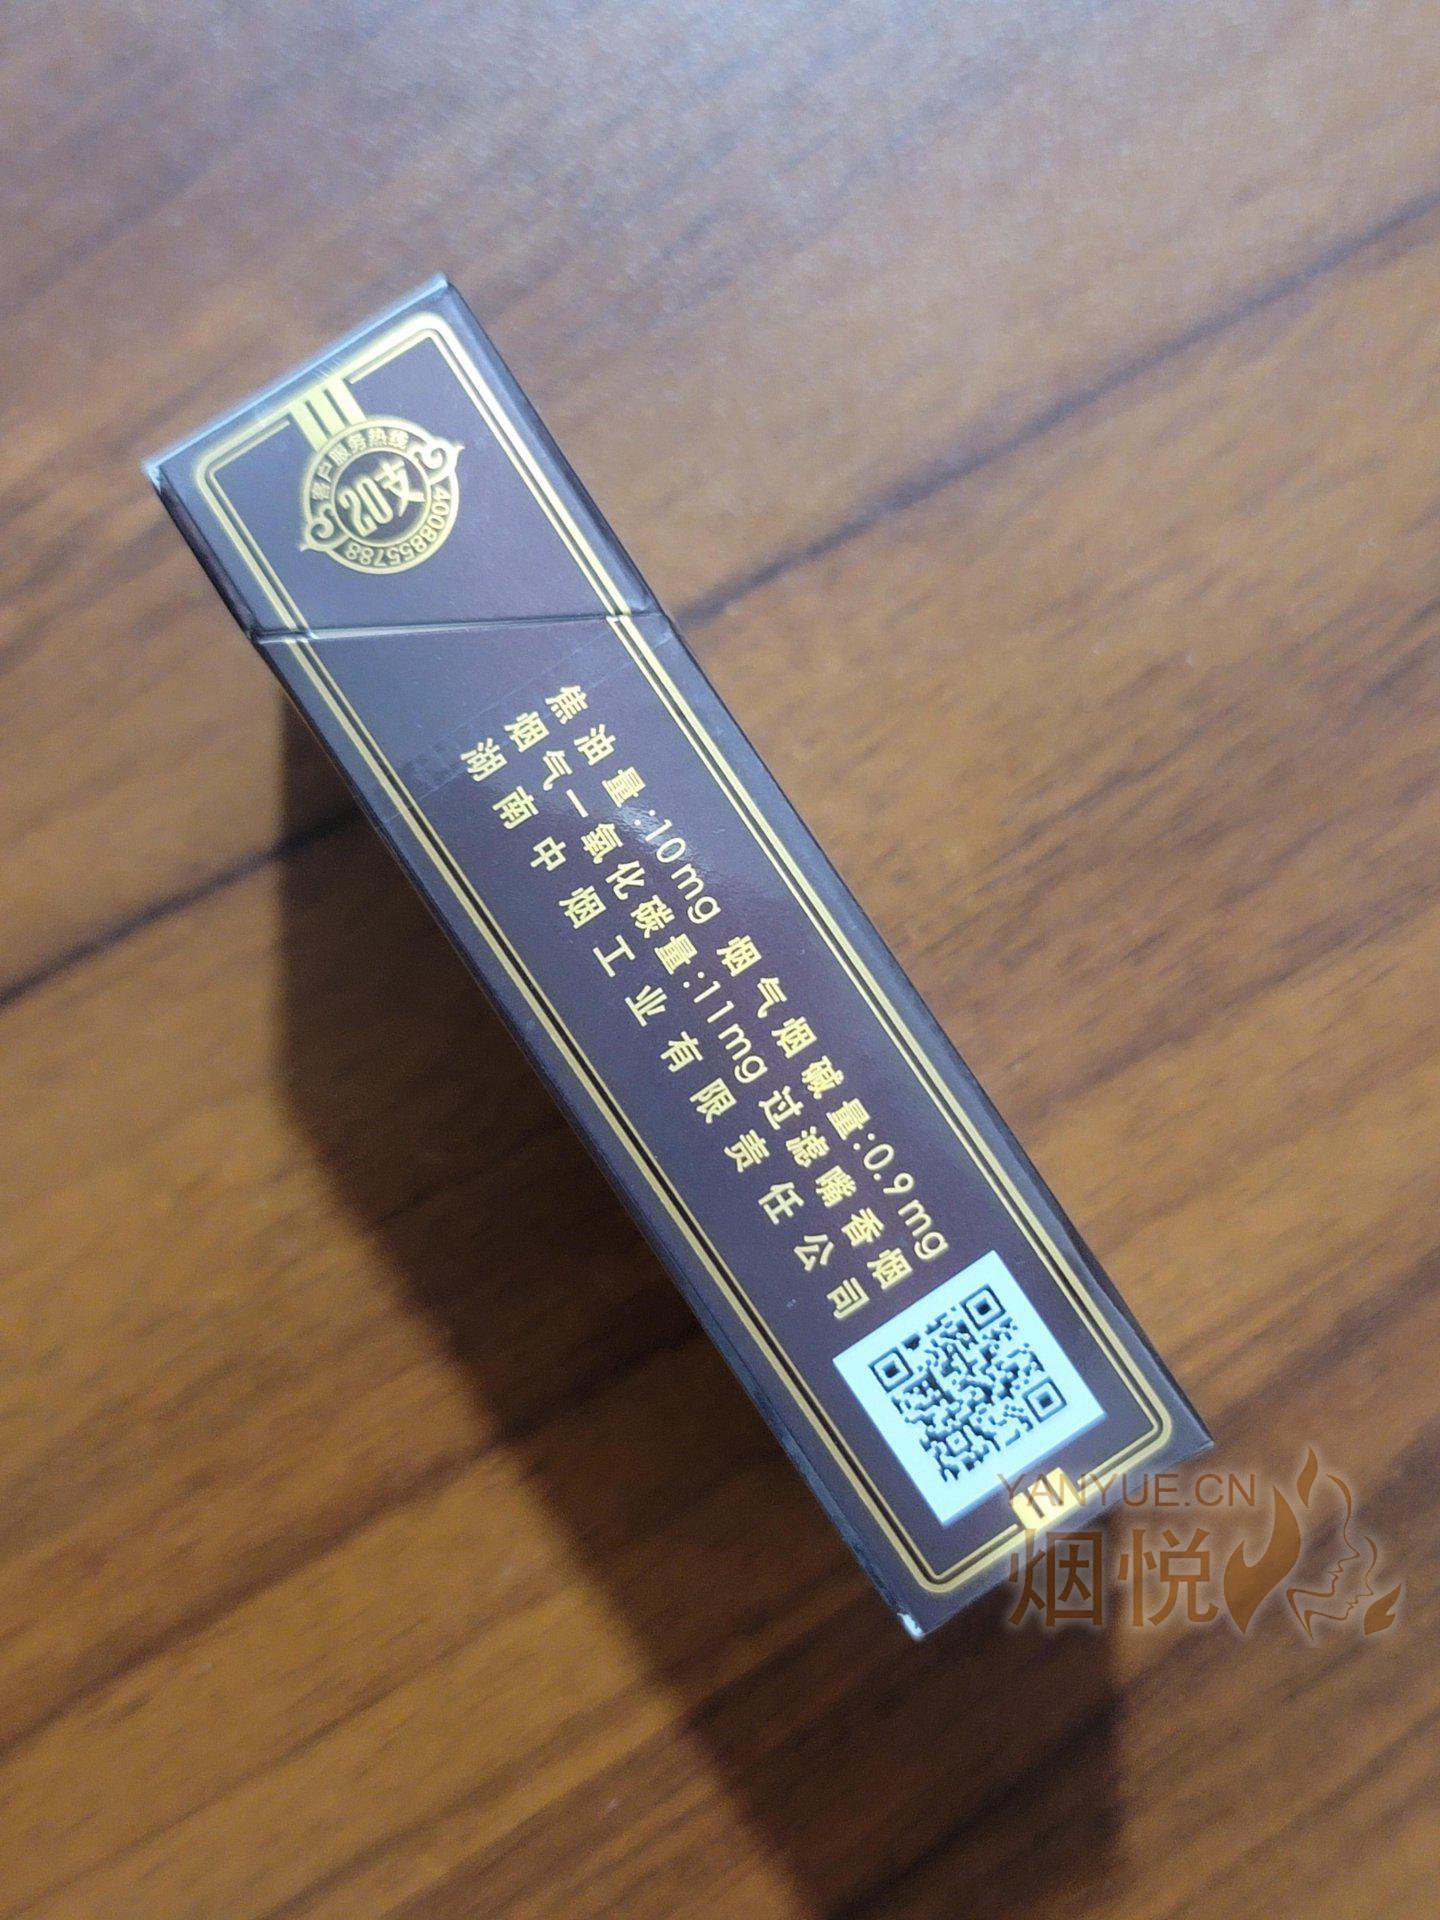 客户服务热线
20支
4008855788
焦油量:10mg 烟气烟碱量:0.9mg
烟气一氧化碳量:11mg 过滤嘴香烟
湖南中烟工业有限责任公司
YANYUE.CN
烟悦